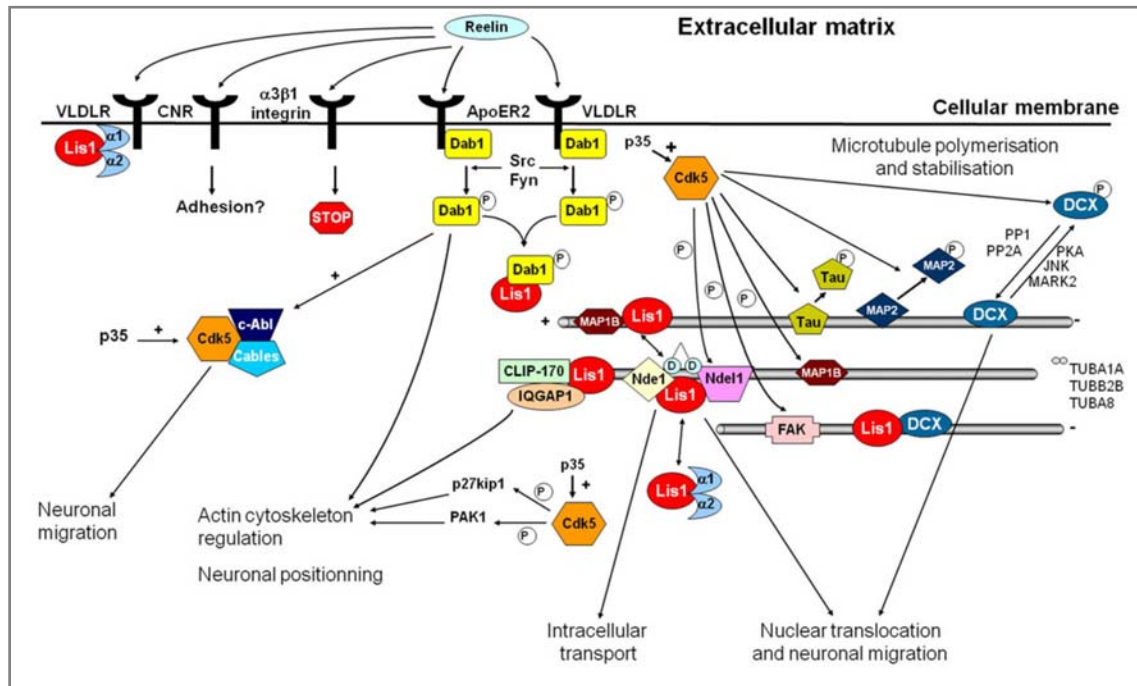 Reelin
Extracellular matrix
α3β1
integrin
VLDLR
CNR
ApoER2
VLDLR
Cellular membrane
Lis1
α1
α2
Dab1
Dab1
p35
+
Cdk5
Microtubule polymerisation
and stabilisation
Src
Fyn
Adhesion?
STOP
Dab1
P
Dab1
P
P
DCX
PP1
PP2A
PKA
JNK
MARK2
+
Dab1
P
Lis1
P
P
P
P
Tau
P
MAP2
p35
+
Cdk5
c-Abl
Cables
+
MAP1B
Lis1
Tau
MAP2
DCX
-
CLIP-170
IQGAP1
Lis1
Nde1
D
D
Lis1
Ndel1
MAP1B
∞
TUBA1A
TUBB2B
TUBA8
FAK
Lis1
DCX
-
Neuronal
migration
Actin cytoskeleton
regulation
Neuronal positionning
p27kip1
PAK1
P
P
p35
+
Cdk5
Lis1
α1
α2
Intracellular
transport
Nuclear translocation
and neuronal migration